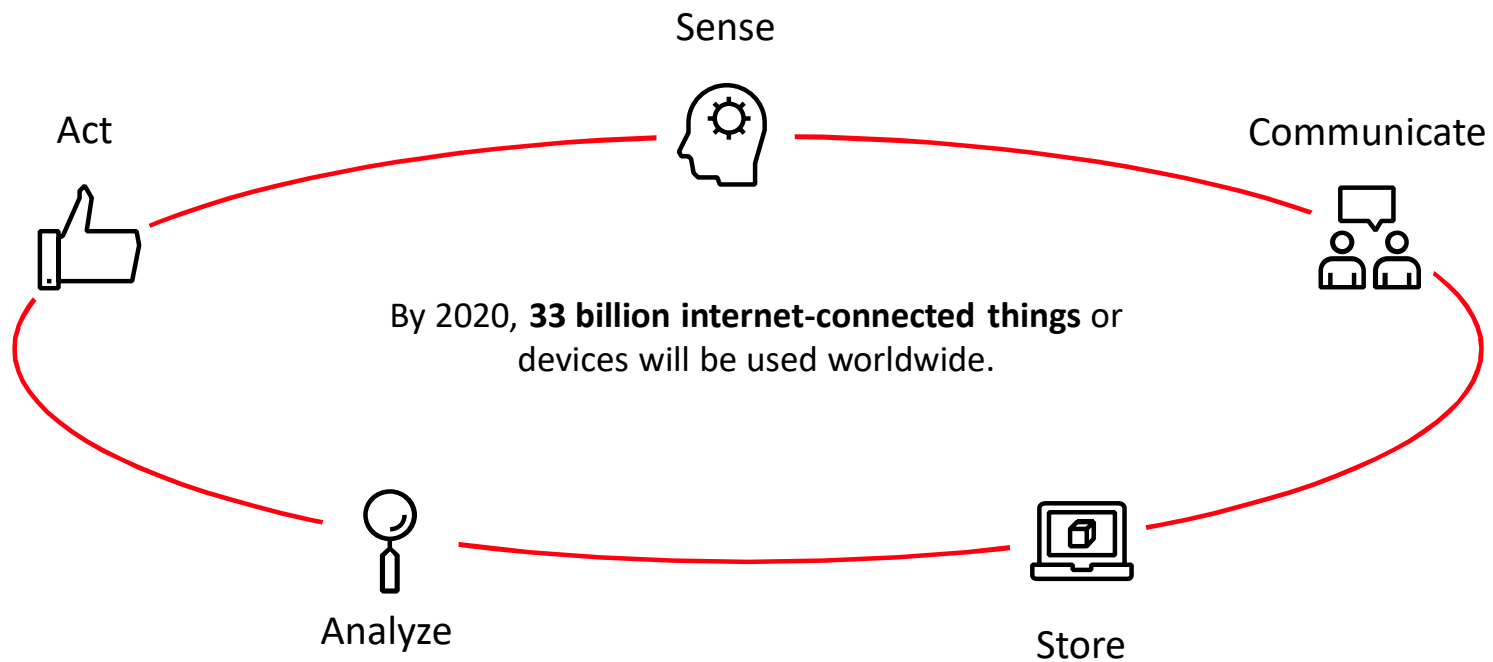 Sense
Act
Communicate
By 2020, 33 billion internet-connected things or
devices will be used worldwide.
Analyze
Store